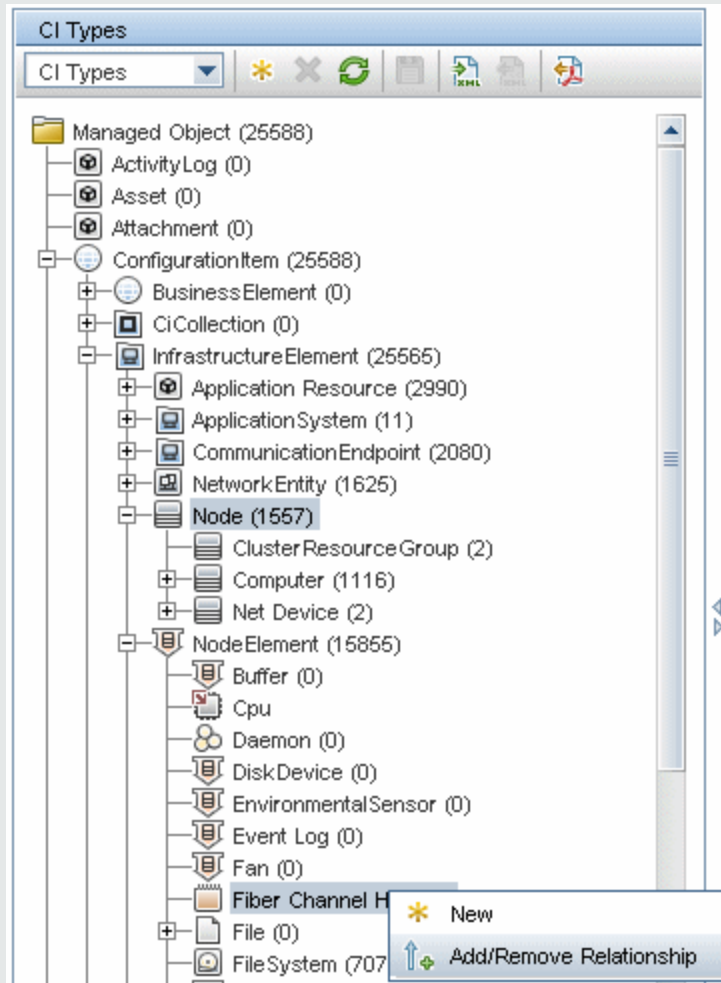 CI Types
CI Types
XML
XML
Managed Object (25588)
ActivityLog (0)
Asset (0)
Attachment (0)
ConfigurationItem (25588)
BusinessElement (0)
CiCollection (0)
InfrastructureElement (25565)
Application Resource (2990)
ApplicationSystem (11)
CommunicationEndpoint (2080)
NetworkEntity (1625)
Node (1557)
ClusterResourceGroup (2)
Computer (1116)
Net Device (2)
NodeElement (15855)
Buffer (0)
Cpu
Daemon (0)
DiskDevice (0)
EnvironmentalSensor (0)
Event Log (0)
Fan (0)
Fiber Channel H
New
File (0)
Add/Remove Relationship
FileSystem (707